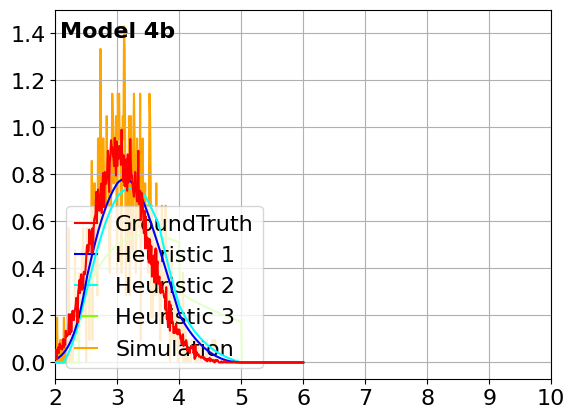 Model 4b
1.4
1.2
1.0
0.8
0.6
0.4
0.2
0.0
GroundTruth
Heuristic 1
Heuristic 2
Heuristic 3
Simulation
2 3 4 5 6 7 8 9 10